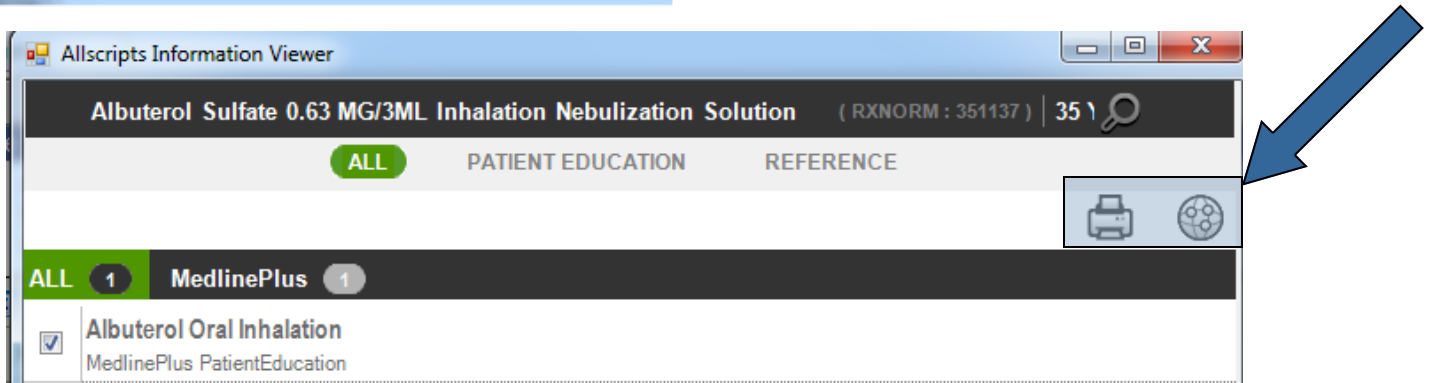 Allscripts Information Viewer
Albuterol Sulfate 0.63 MG/3ML Inhalation Nebulization Solution ( RXNORM : 351137 ) 35 Y
ALL PATIENT EDUCATION REFERENCE
ALL 1 MedlinePlus 1
Albuterol Oral Inhalation
MedlinePlus PatientEducation